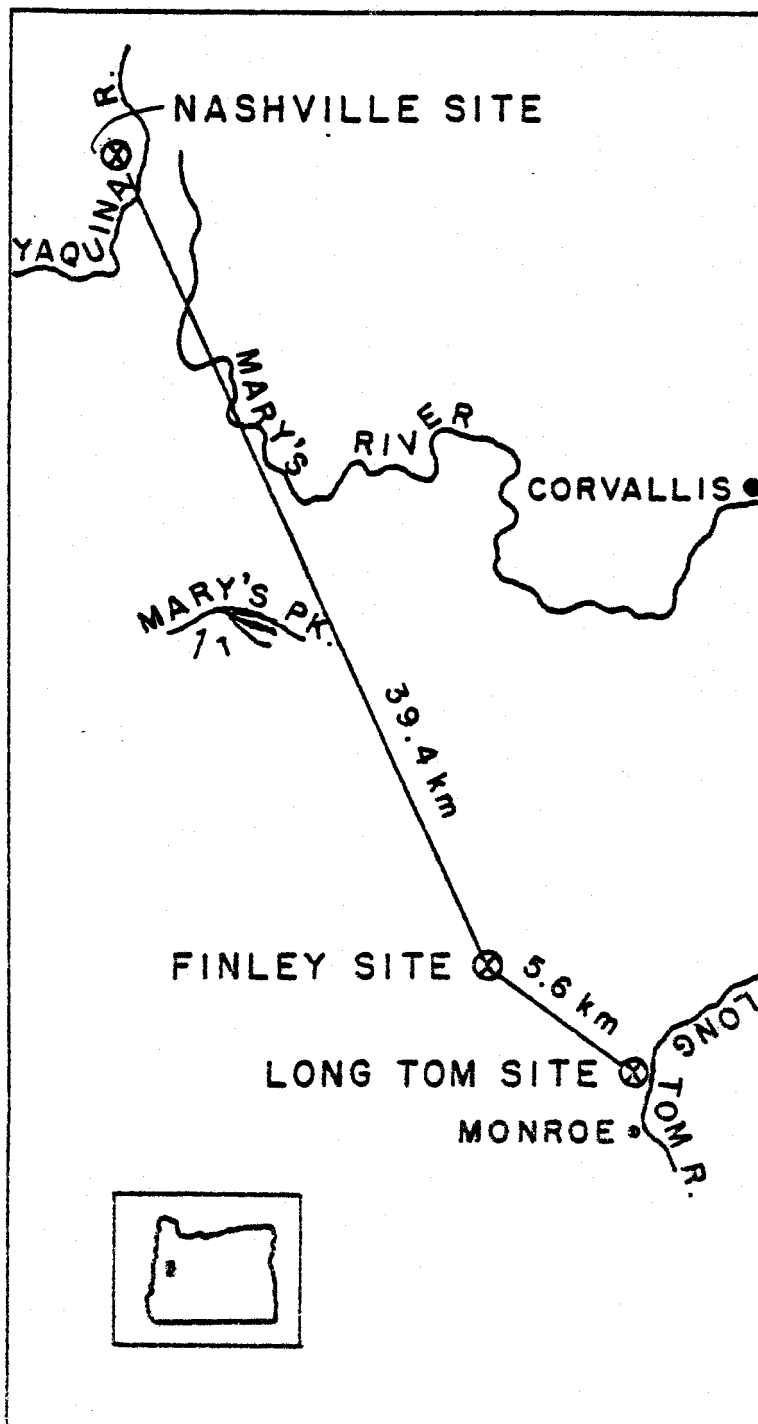 NASHVILLE SITE
YAQUINA R.
MARY'S RIVER
CORVALLIS
MARY'S PK.
39.4 km
FINLEY SITE
5.6 km
LONG TOM R.
LONG TOM SITE
MONROE